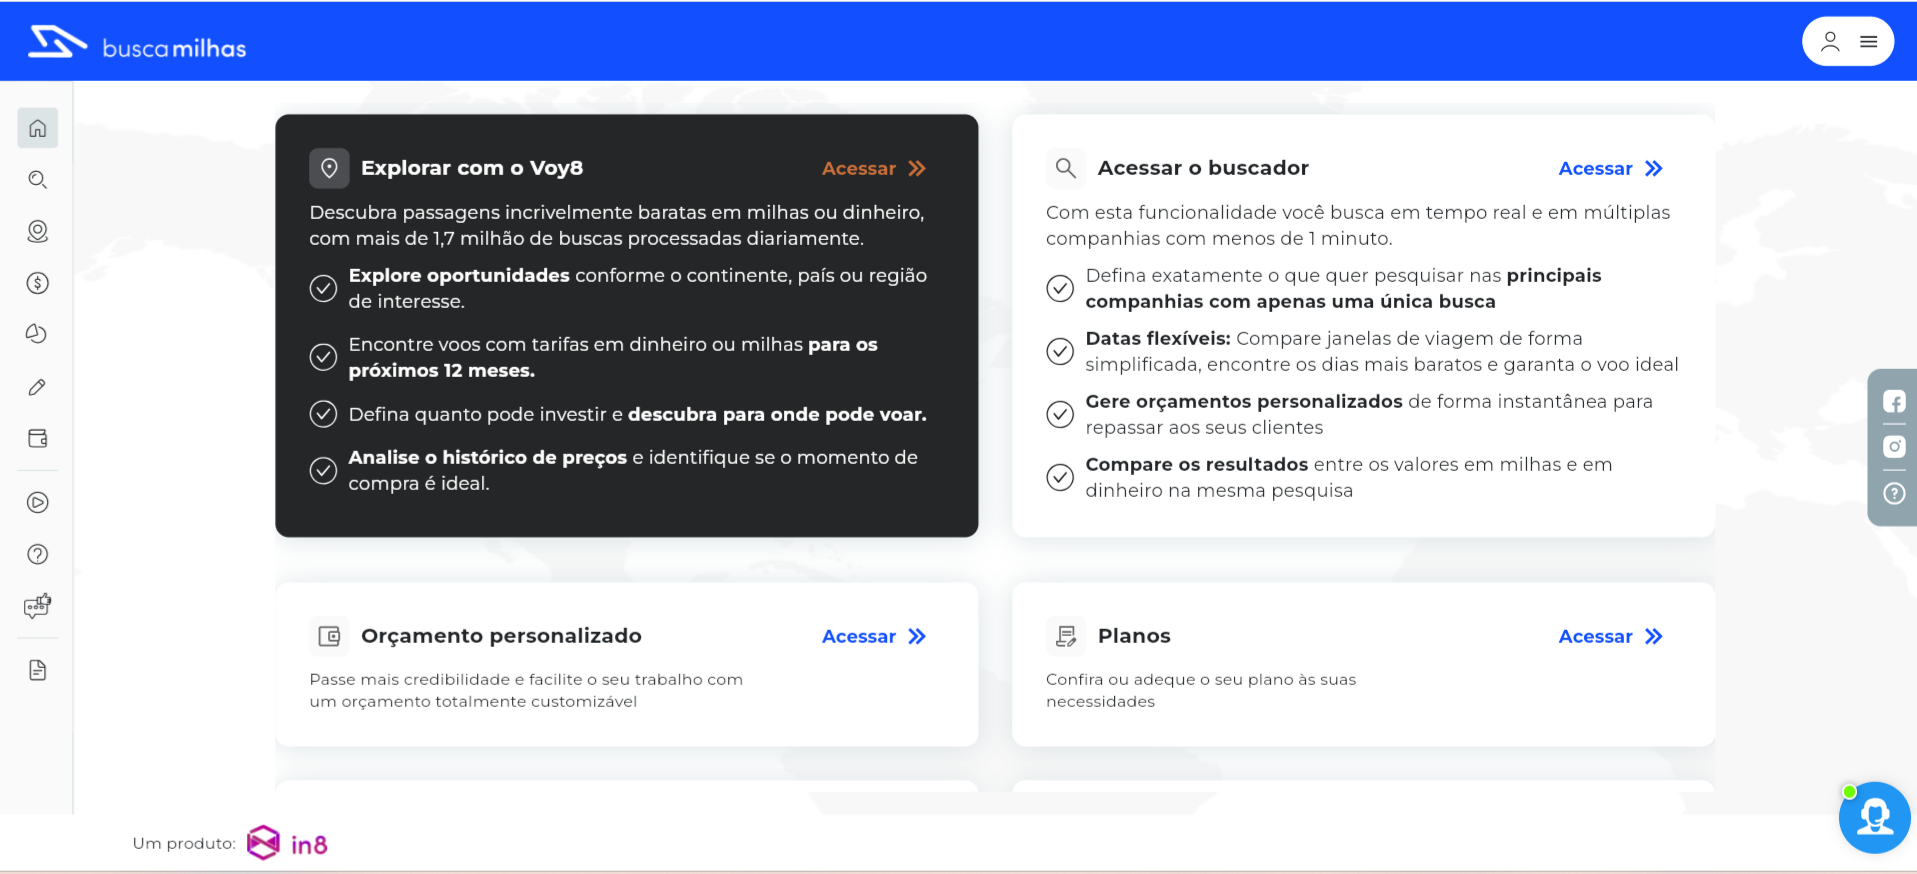 buscamilhas
Explorar com o Voy8
Acessar
Descubra passagens incrivelmente baratas em milhas ou dinheiro,
com mais de 1,7 milhão de buscas processadas diariamente.
Explore oportunidades conforme o continente, país ou região
de interesse.
Encontre voos com tarifas em dinheiro ou milhas para os
próximos 12 meses.
Defina quanto pode investir e descubra para onde pode voar.
Analise o histórico de preços e identifique se o momento de
compra é ideal.
Acessar o buscador
Acessar
Com esta funcionalidade você busca em tempo real e em múltiplas
companhias com menos de 1 minuto.
Defina exatamente o que quer pesquisar nas principais
companhias com apenas uma única busca
Datas flexíveis: Compare janelas de viagem de forma
simplificada, encontre os dias mais baratos e garanta o voo ideal
Gere orçamentos personalizados de forma instantânea para
repassar aos seus clientes
Compare os resultados entre os valores em milhas e em
dinheiro na mesma pesquisa
Orçamento personalizado
Acessar
Passe mais credibilidade e facilite o seu trabalho com
um orçamento totalmente customizável
Planos
Acessar
Confira ou adeque o seu plano às suas
necessidades
Um produto: in8